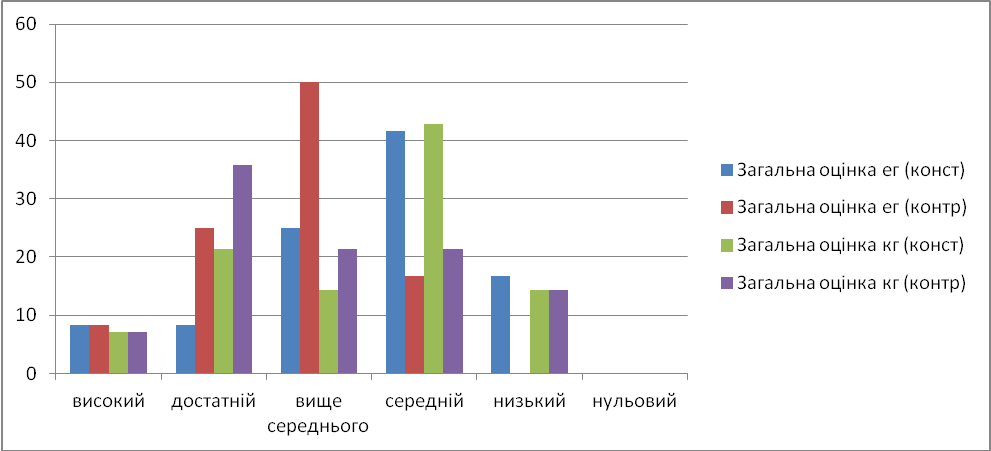 60
50
40
30
20
10
0
високий
достатній
вище
середнього
середній
низький
нульовий
Загальна оцінка ег (конст)
Загальна оцінка ег (контр)
Загальна оцінка кг (конст)
Загальна оцінка кг (контр)